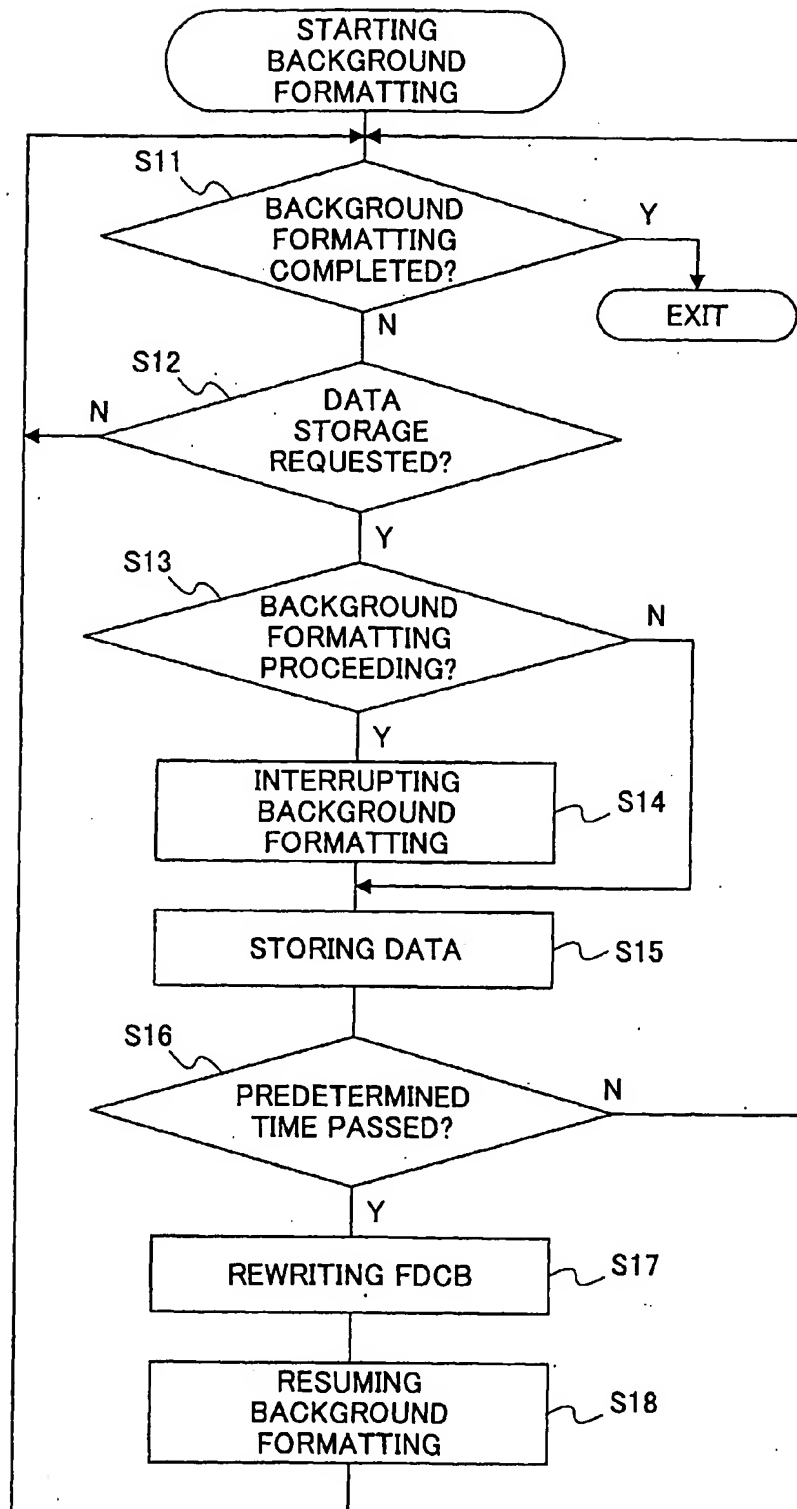 STARTING
BACKGROUND
FORMATTING
S11
BACKGROUND
FORMATTING
COMPLETED?
Y
EXIT
N
S12
N
DATA
STORAGE
REQUESTED?
Y
S13
BACKGROUND
FORMATTING
PROCEEDING?
N
Y
INTERRUPTING
BACKGROUND
FORMATTING
S14
STORING DATA
S15
S16
PREDETERMINED
TIME PASSED?
N
Y
REWRITING FDCB
S17
RESUMING
BACKGROUND
FORMATTING
S18